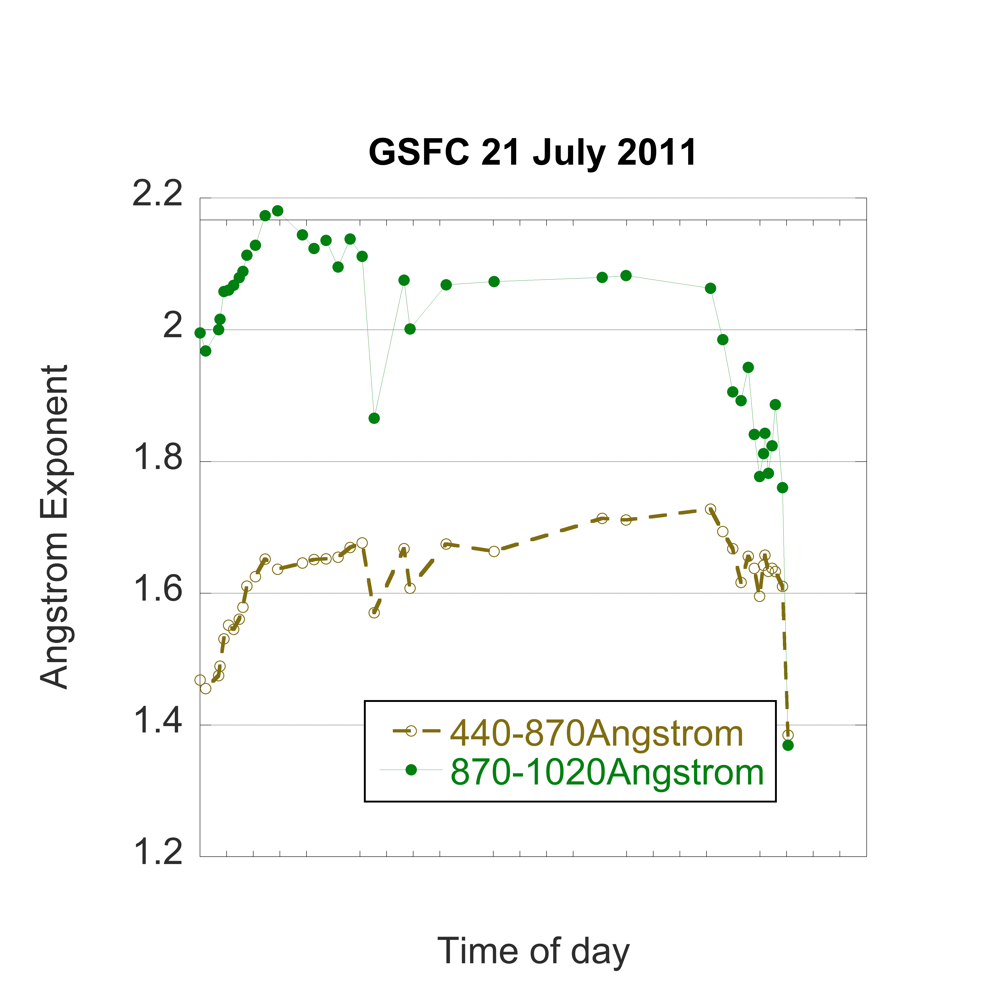 GSFC 21 July 2011
2.2
2
1.8
1.6
1.4
1.2
Angstrom Exponent
440-870Angstrom
870-1020Angstrom
Time of day